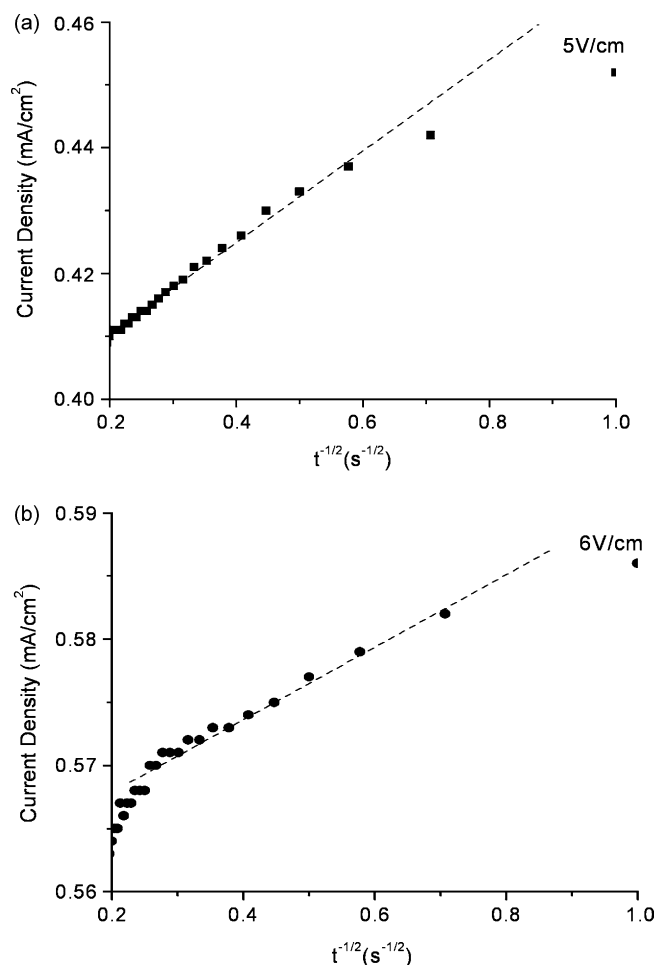 (a)
0.46
5V/cm
0.44
Current Density (mA/cm²)
0.42
0.40
0.2 0.4 0.6 0.8 1.0
t⁻¹/²(s⁻¹/²)
(b)
0.59
6V/cm
0.58
Current Density (mA/cm²)
0.57
0.56
0.2 0.4 0.6 0.8 1.0
t⁻¹/²(s⁻¹/²)